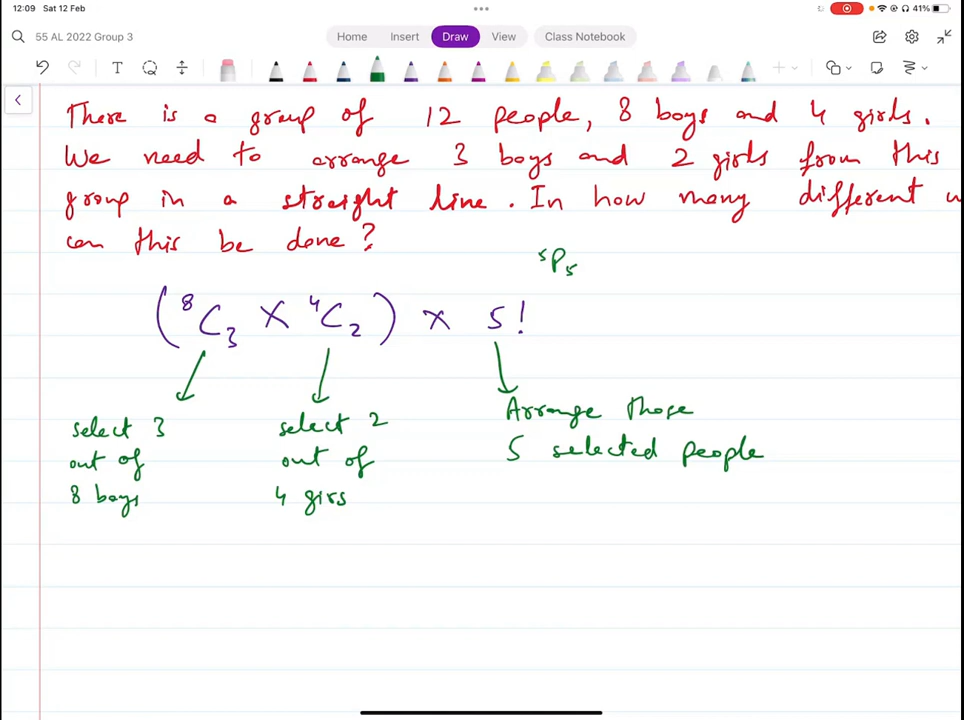 12:09 Sat 12 Feb 41%
55 AL 2022 Group 3 Home Insert Draw View Class Notebook
There is a group of 12 people, 8 boys and 4 girls.
We need to arrange 3 boys and 2 girls from this
group in a straight line. In how many different w
can this be done?
⁵P₅
(⁸C₃ × ⁴C₂) × 5!
select 3
out of
8 boys
select 2
out of
4 girs
Arrange those
5 selected people